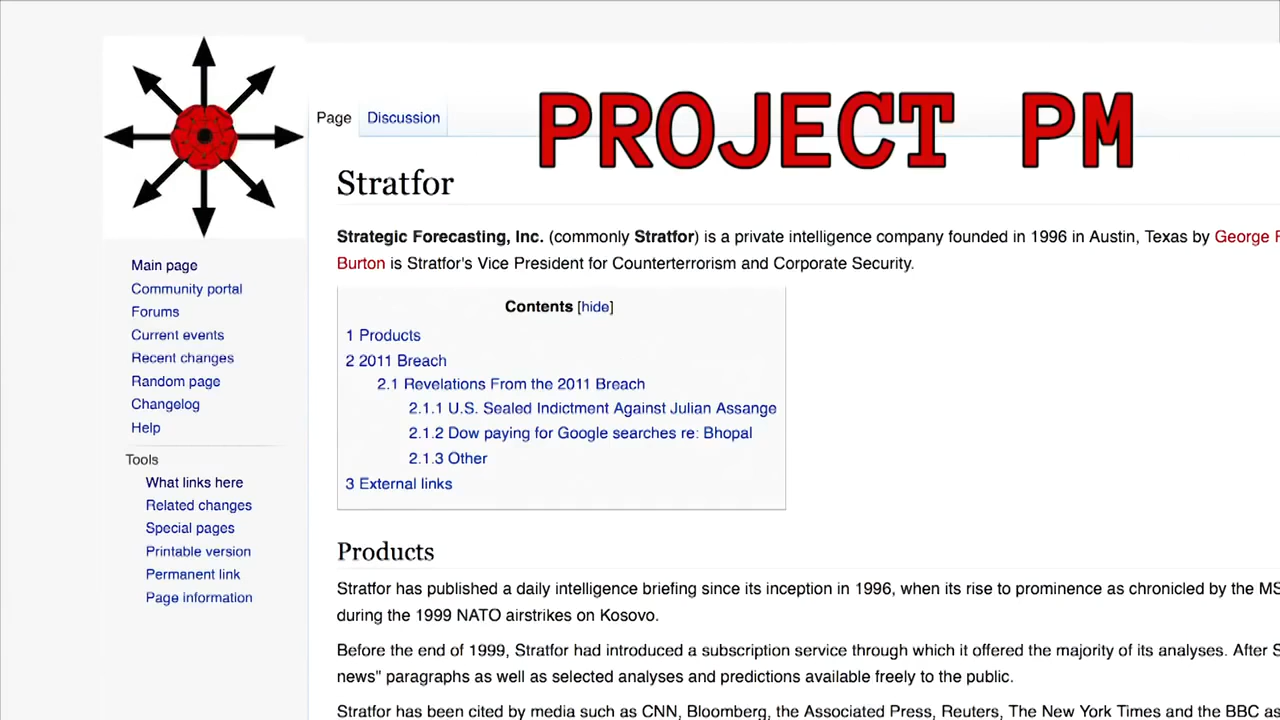 PROJECT PM
Page
Discussion
Stratfor
Strategic Forecasting, Inc. (commonly Stratfor) is a private intelligence company founded in 1996 in Austin, Texas by George
Burton is Stratfor's Vice President for Counterterrorism and Corporate Security.
Contents [hide]
1 Products
2 2011 Breach
2.1 Revelations From the 2011 Breach
2.1.1 U.S. Sealed Indictment Against Julian Assange
2.1.2 Dow paying for Google searches re: Bhopal
2.1.3 Other
3 External links
Main page
Community portal
Forums
Current events
Recent changes
Random page
Changelog
Help
Tools
What links here
Related changes
Special pages
Printable version
Permanent link
Page information
Products
Stratfor has published a daily intelligence briefing since its inception in 1996, when its rise to prominence as chronicled by the
during the 1999 NATO airstrikes on Kosovo.
Before the end of 1999, Stratfor had introduced a subscription service through which it offered the majority of its analyses. After
news" paragraphs as well as selected analyses and predictions available freely to the public.
Stratfor has been cited by media such as CNN, Bloomberg, the Associated Press, Reuters, The New York Times and the BBC as